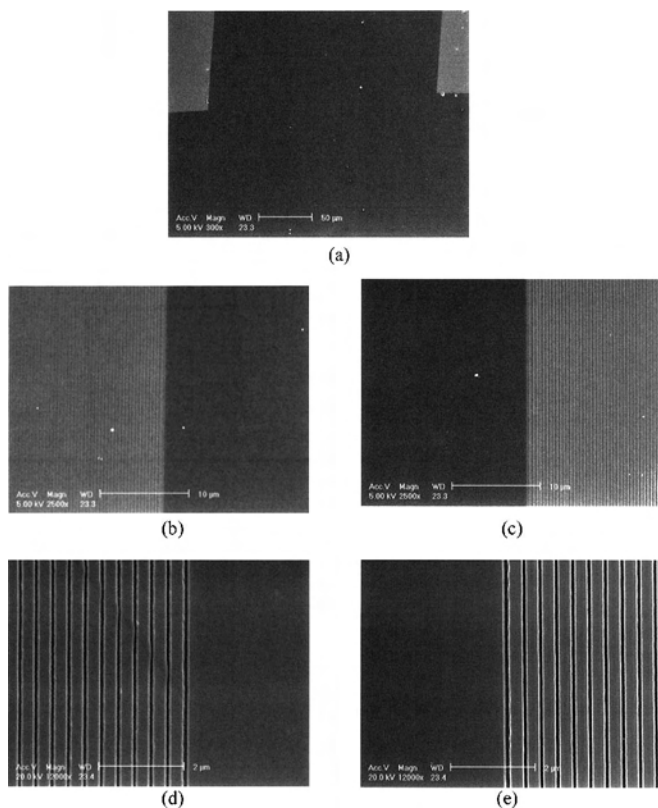 Acc.V Magn WD 50 µm
5.00 kV 300x 23.3
(a)
Acc.V Magn WD 10 µm
5.00 kV 2500x 23.3
(b)
Acc.V Magn WD 10 µm
5.00 kV 2500x 23.3
(c)
Acc.V Magn WD 2 µm
20.0 kV 12000x 23.4
(d)
Acc.V Magn WD 2 µm
20.0 kV 12000x 23.4
(e)